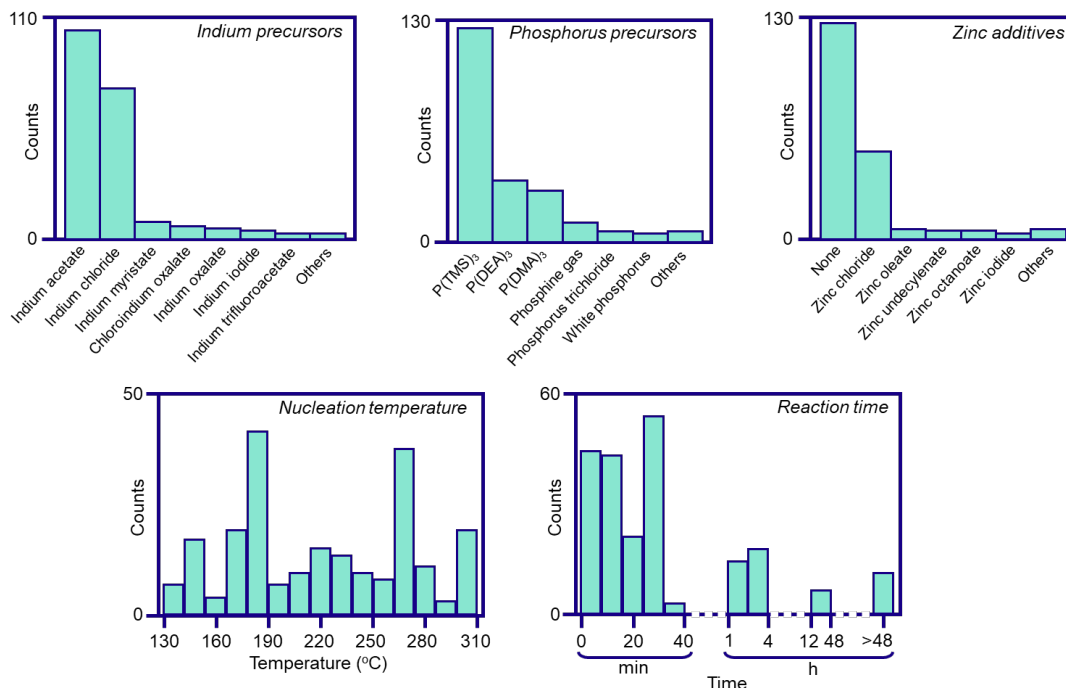 110
Indium precursors
Counts
0
Indium acetate
Indium chloride
Indium myristate
Chloroindium oxalate
Indium oxalate
Indium iodide
Indium trifluoroacetate
Others
130
Phosphorus precursors
Counts
0
P(TMS)₃
P(DEA)₃
P(DMA)₃
Phosphine gas
Phosphorus trichloride
White phosphorus
Others
130
Zinc additives
Counts
0
None
Zinc chloride
Zinc oleate
Zinc undecylenate
Zinc octanoate
Zinc iodide
Others
50
Nucleation temperature
Counts
0
130 160 190 220 250 280 310
Temperature (ºC)
60
Reaction time
Counts
0
0 20 40 1 4 12 48 >48
min h
Time